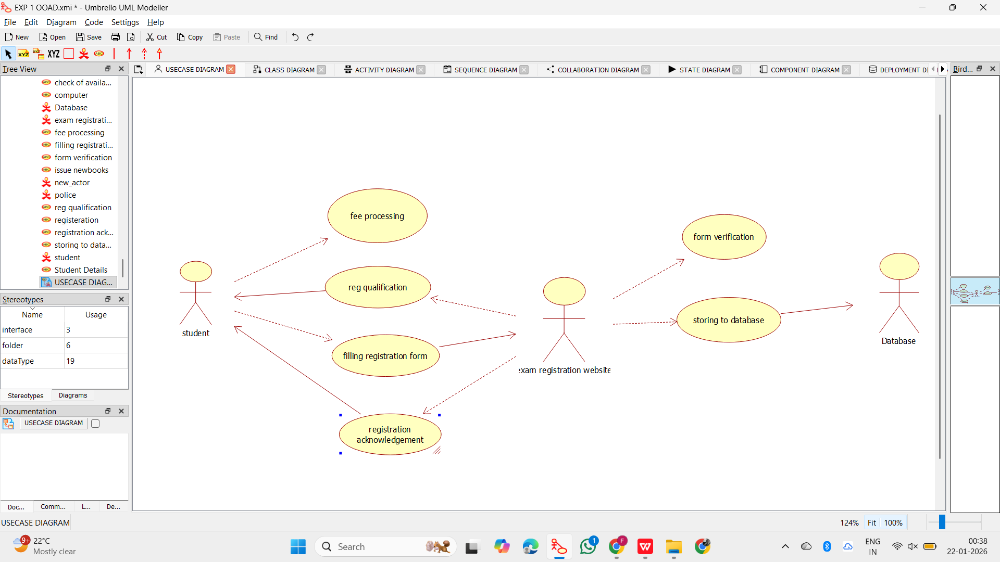 EXP 1 OOAD.xmi * - Umbrello UML Modeller
File Edit Diagram Code Settings Help
New Open Save Cut Copy Paste Find
XYZ XYZ XYZ ABC
Tree View
USECASE DIAGRAM CLASS DIAGRAM ACTIVITY DIAGRAM SEQUENCE DIAGRAM COLLABORATION DIAGRAM STATE DIAGRAM COMPONENT DIAGRAM DEPLOYMENT DI
Bird...
check of availa...
computer
Database
exam registrati...
fee processing
filling registrati...
form verification
issue newbooks
new_actor
police
reg qualification
registeration
registration ack...
storing to data...
student
Student Details
USECASE DIAG...
Stereotypes
Name Usage
interface 3
folder 6
dataType 19
Stereotypes Diagrams
Documentation
USECASE DIAGRAM
Doc... Comm... L... De...
fee processing
form verification
reg qualification
storing to database
student
Database
filling registration form
exam registration website
registration
acknowledgement
USECASE DIAGRAM
124% Fit 100%
9+
22°C
Mostly clear
Search
1
F
ENG
IN
00:38
22-01-2026